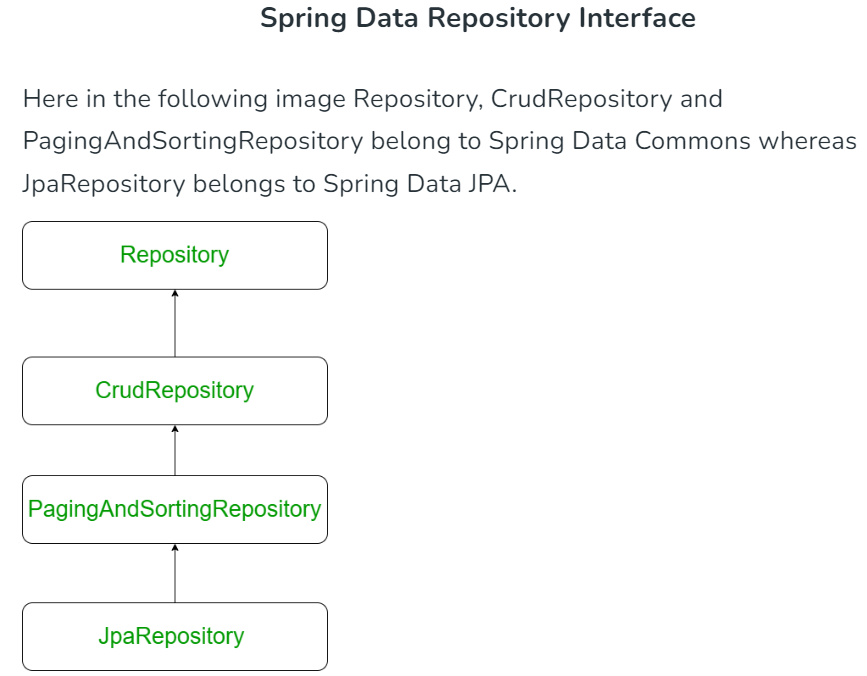 Spring Data Repository Interface
Here in the following image Repository, CrudRepository and
PagingAndSortingRepository belong to Spring Data Commons whereas
JpaRepository belongs to Spring Data JPA.
Repository
CrudRepository
PagingAndSortingRepository
JpaRepository